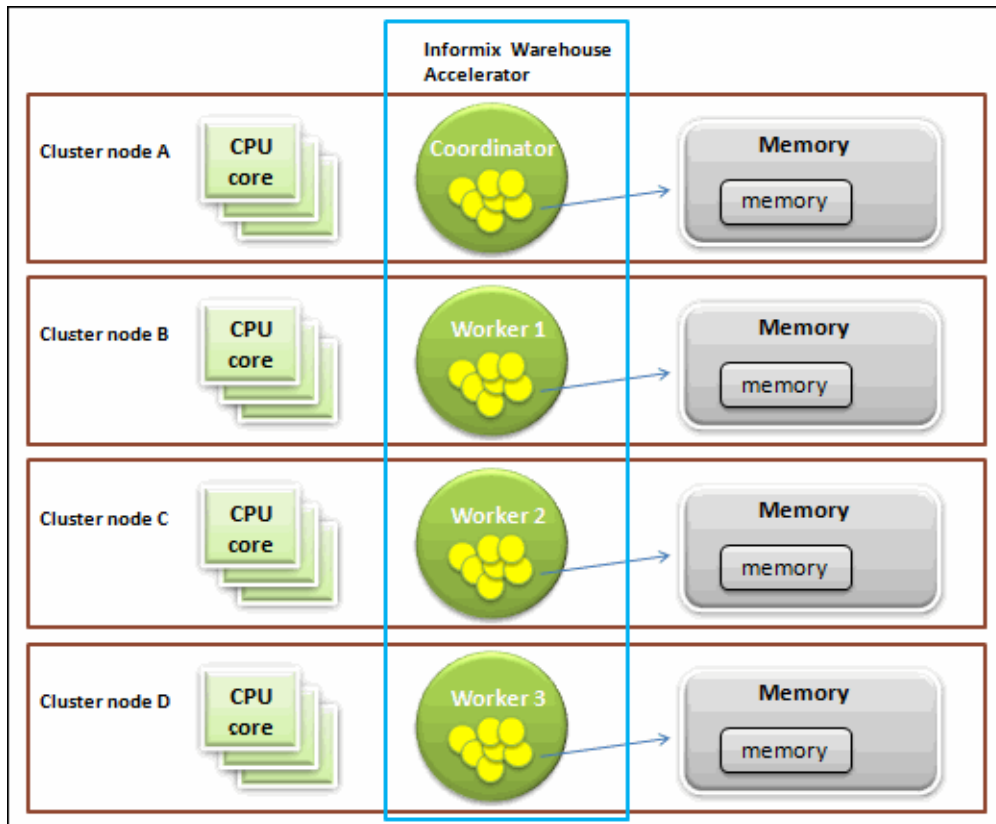 Informix Warehouse
Accelerator
Cluster node A
CPU
core
Coordinator
Memory
memory
Cluster node B
CPU
core
Worker 1
Memory
memory
Cluster node C
CPU
core
Worker 2
Memory
memory
Cluster node D
CPU
core
Worker 3
Memory
memory